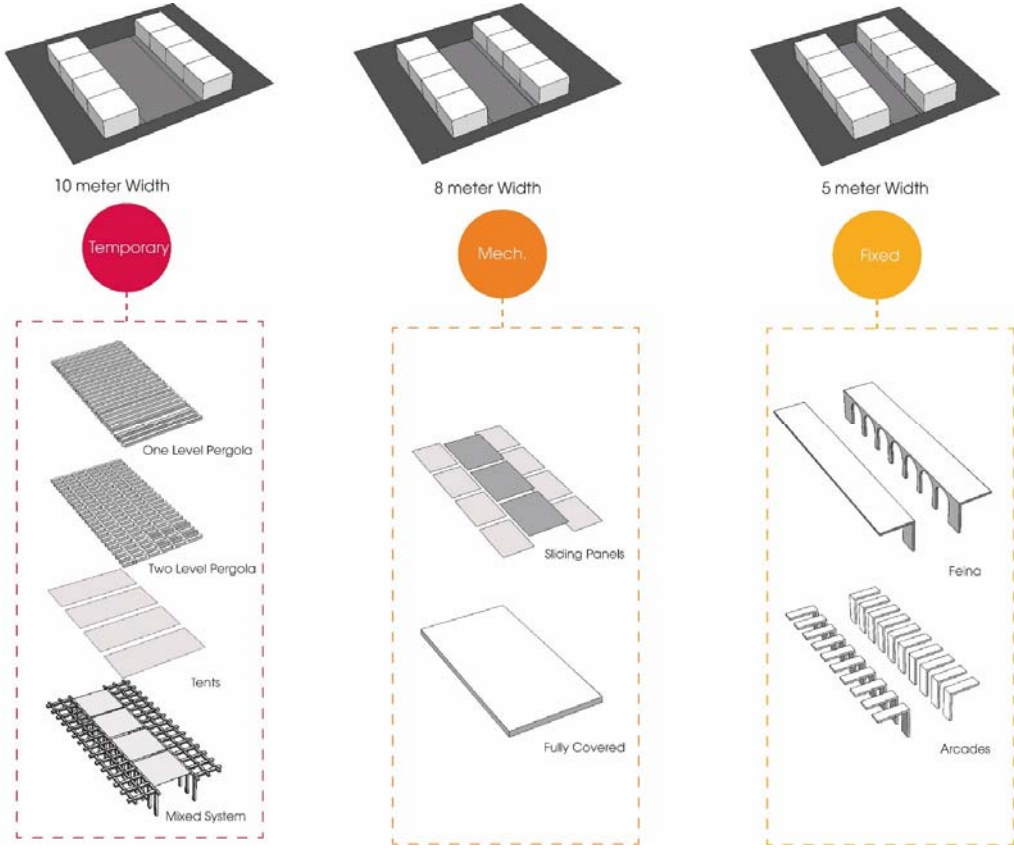 10 meter Width
8 meter Width
5 meter Width
Temporary
Mech.
Fixed
One Level Pergola
Two Level Pergola
Tents
Mixed System
Sliding Panels
Fully Covered
Feina
Arcades